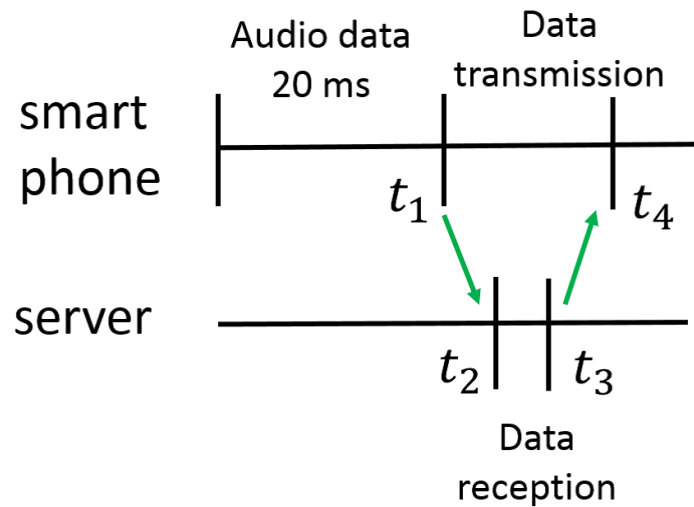 Audio data
20 ms
Data
transmission
smart
phone
t₁
t₄
server
t₂
t₃
Data
reception